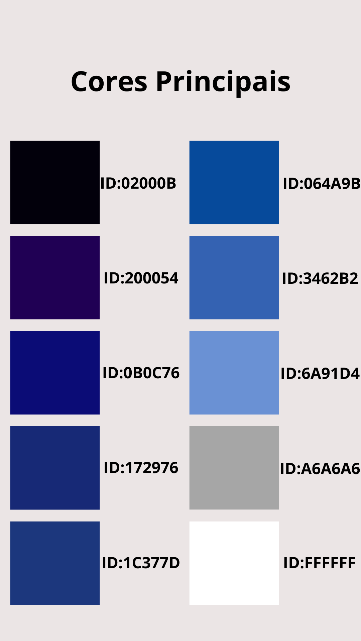 Cores Principais
ID:02000B
ID:064A9B
ID:200054
ID:3462B2
ID:0B0C76
ID:6A91D4
ID:172976
ID:A6A6A6
ID:1C377D
ID:FFFFFF